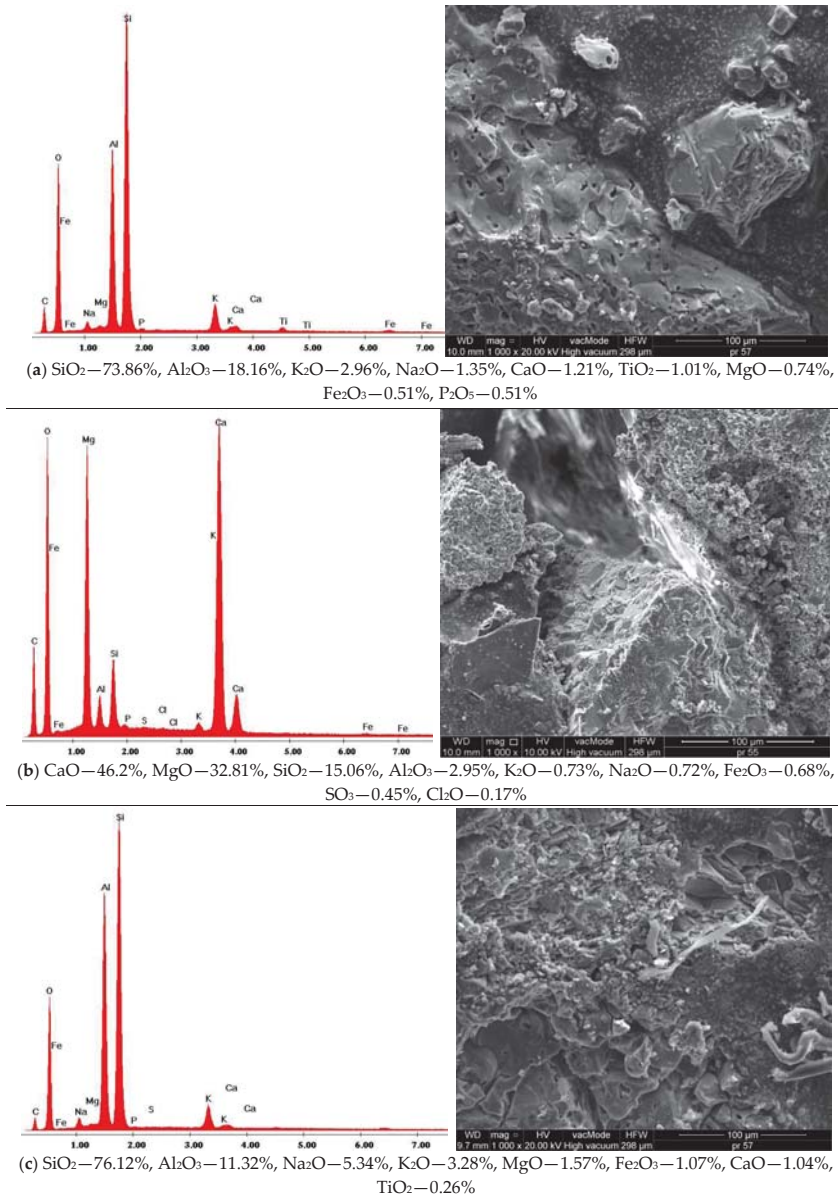 Si
Al
O
Fe
C
Fe
Na
Mg
P
K
K
Ca
Ca
Ti
Ti
Fe
Fe
1.00 2.00 3.00 4.00 5.00 6.00 7.00
WD mag HV vacMode HFW 100 μm
10.0 mm 1 000 x 20.00 kV High vacuum 298 μm pr 57
(a) SiO₂—73.86%, Al₂O₃—18.16%, K₂O—2.96%, Na₂O—1.35%, CaO—1.21%, TiO₂—1.01%, MgO—0.74%,
Fe₂O₃—0.51%, P₂O₅—0.51%
O
Mg
Ca
Fe
K
C
Si
Al
Fe
P
S
Cl
Cl
K
Ca
Fe
Fe
1.00 2.00 3.00 4.00 5.00 6.00 7.00
WD mag HV vacMode HFW 100 μm
10.0 mm 1 000 x 10.00 kV High vacuum 298 μm pr 55
(b) CaO—46.2%, MgO—32.81%, SiO₂—15.06%, Al₂O₃—2.95%, K₂O—0.73%, Na₂O—0.72%, Fe₂O₃—0.68%,
SO₃—0.45%, Cl₂O—0.17%
Si
Al
O
Fe
C
Fe
Na
Mg
P
S
K
K
Ca
Ca
1.00 2.00 3.00 4.00 5.00 6.00 7.00
WD mag HV vacMode HFW 100 μm
9.7 mm 1 000 x 20.00 kV High vacuum 298 μm pr 57
(c) SiO₂—76.12%, Al₂O₃—11.32%, Na₂O—5.34%, K₂O—3.28%, MgO—1.57%, Fe₂O₃—1.07%, CaO—1.04%,
TiO₂—0.26%